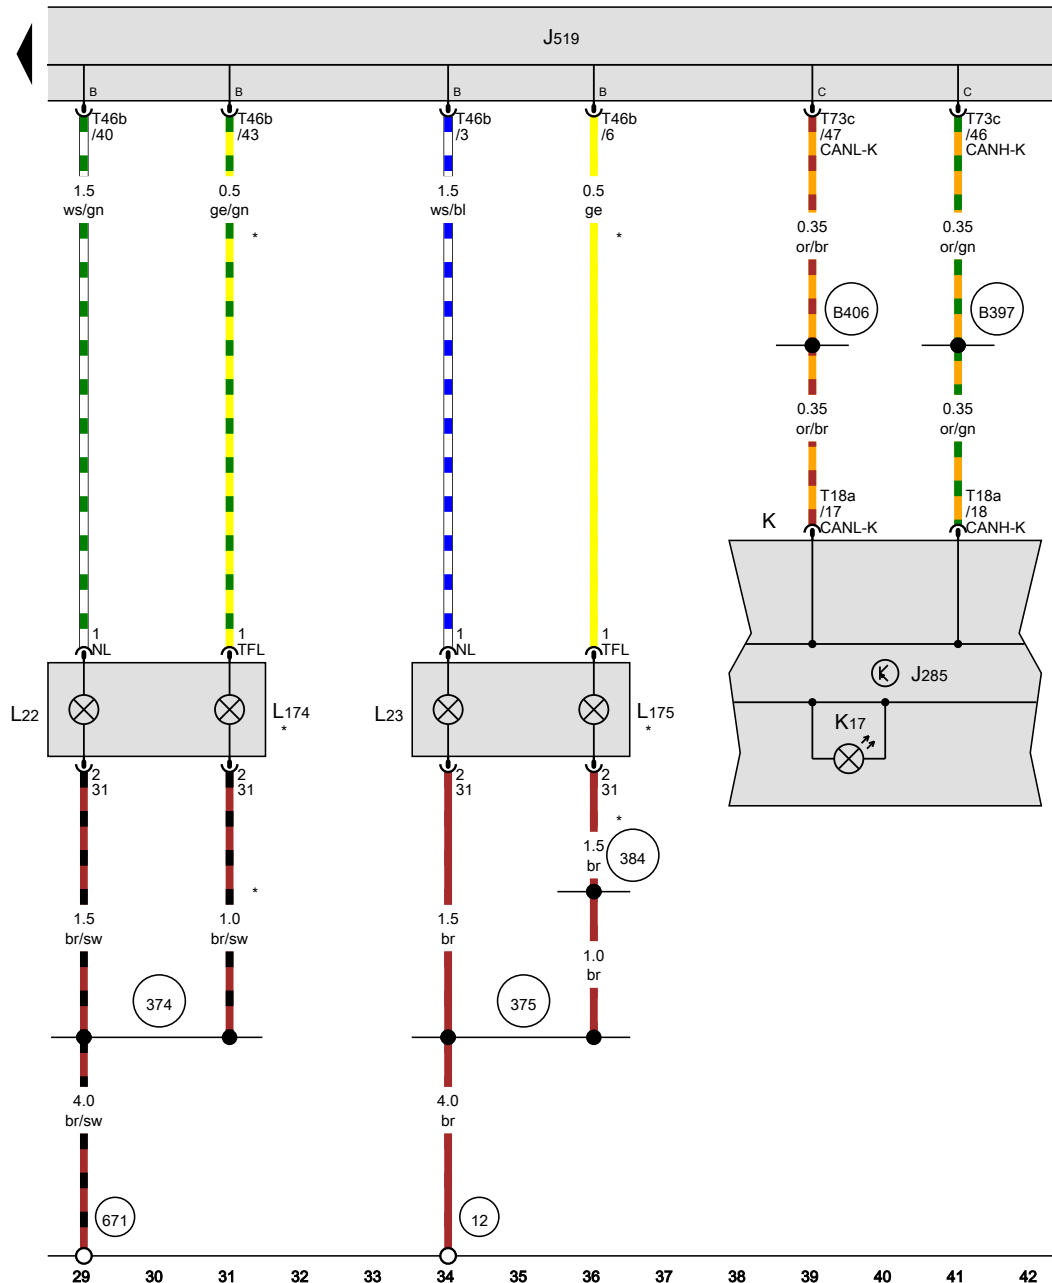 J519
B
B
B
B
C
C
T46b
/40
T46b
/43
T46b
/3
T46b
/6
T73c
/47
CANL-K
T73c
/46
CANH-K
1.5
ws/gn
0.5
ge/gn
*
1.5
ws/bl
0.5
ge
*
0.35
or/br
0.35
or/gn
B406
B397
0.35
or/br
0.35
or/gn
T18a
/17
CANL-K
T18a
/18
CANH-K
K
1
NL
1
TFL
1
NL
1
TFL
J285
L22
L174
*
L23
L175
*
K17
2
31
2
31
2
31
2
31
*
1.5
br
384
*
1.5
br/sw
1.0
br/sw
1.5
br
1.0
br
374
375
4.0
br/sw
4.0
br
671
12
29 30 31 32 33 34 35 36 37 38 39 40 41 42